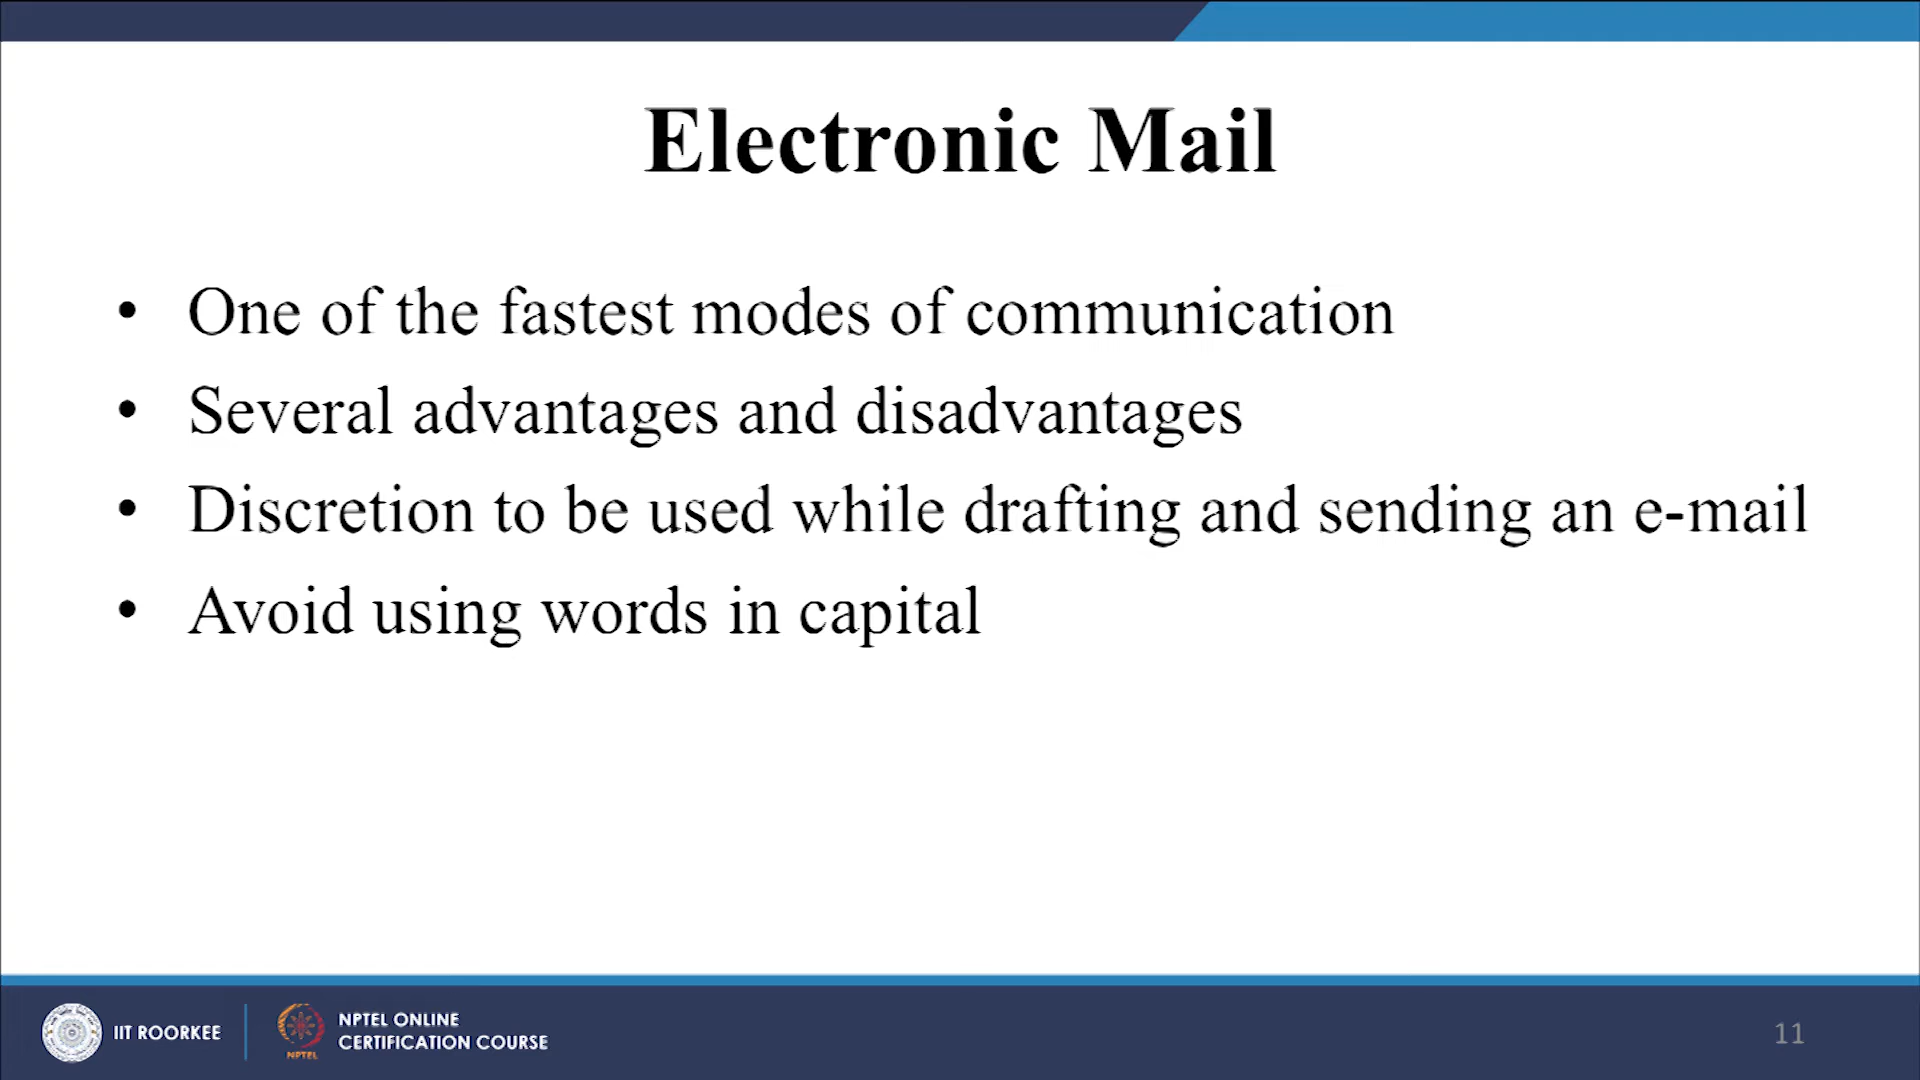 Electronic Mail
• One of the fastest modes of communication
• Several advantages and disadvantages
• Discretion to be used while drafting and sending an e-mail
• Avoid using words in capital
IIT ROORKEE
NPTEL
NPTEL ONLINE
CERTIFICATION COURSE
11